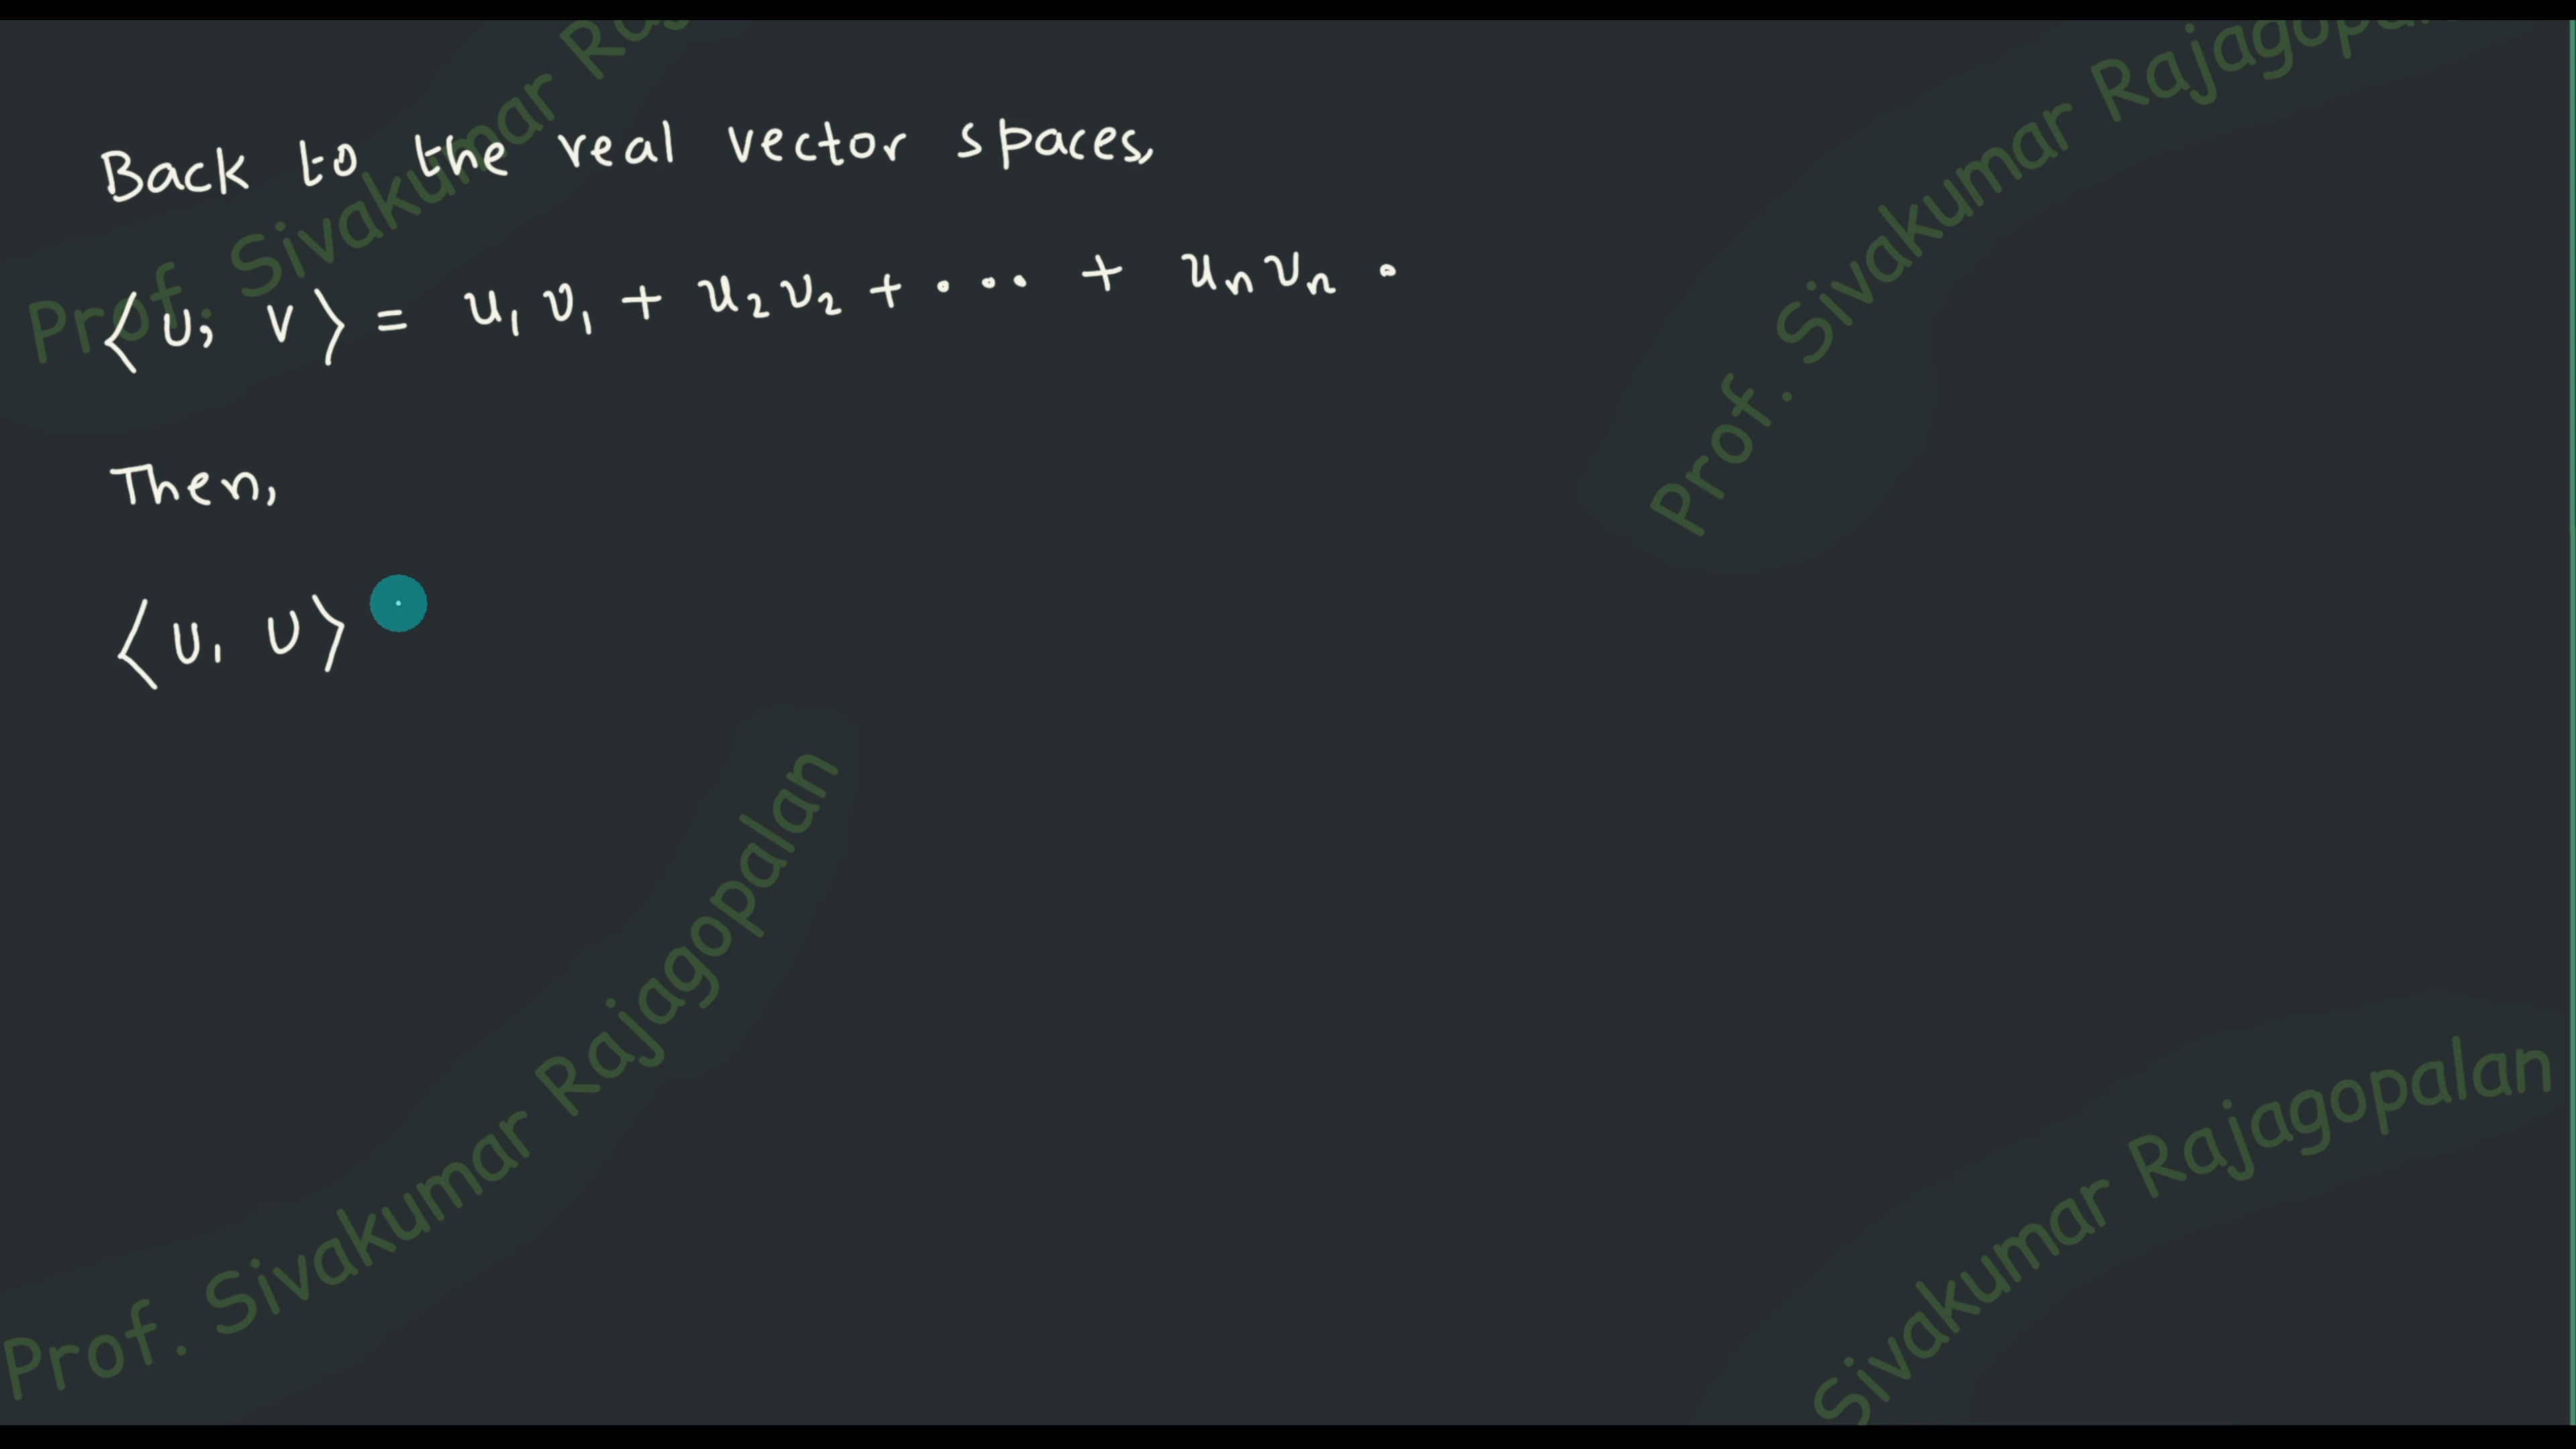 Back to the real vector spaces,
⟨u, v⟩ = u₁v₁ + u₂v₂ + ... + uₙvₙ .
Then,
⟨u, u⟩
Prof. Sivakumar Raj
Prof. Sivakumar Rajagopalan
Prof. Sivakumar Rajagopalan
Sivakumar Rajagopalan